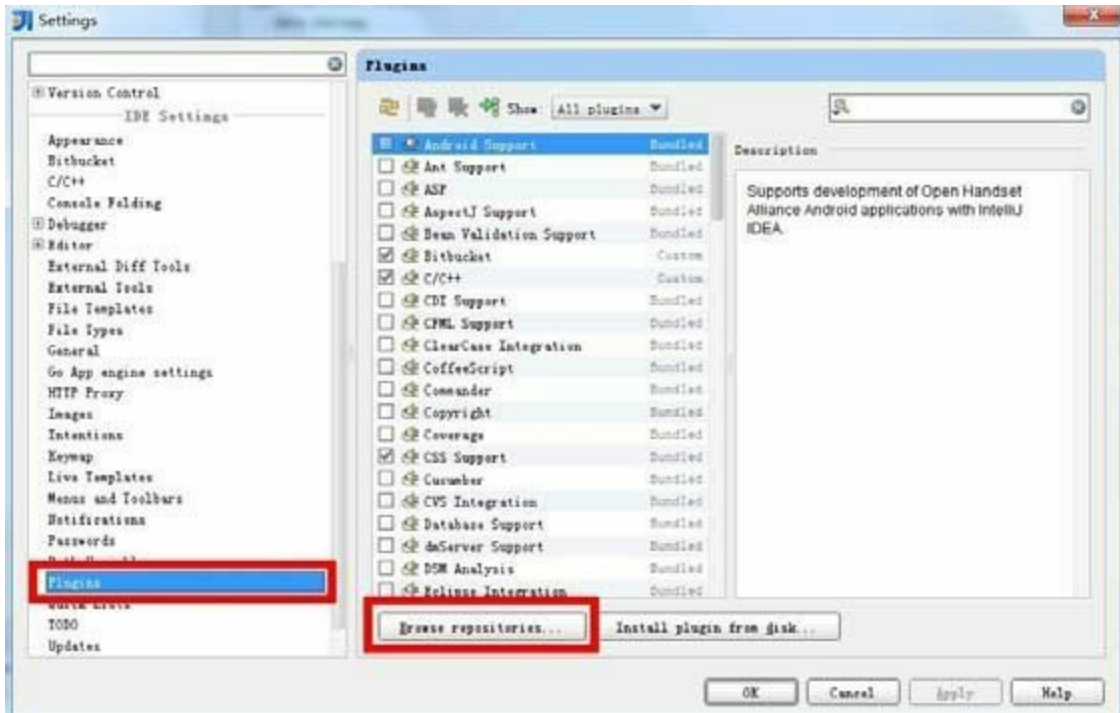 Settings
Version Control
IDE Settings
Appearance
Bitbucket
C/C++
Console Folding
Debugger
Editor
External Diff Tools
External Tools
File Templates
File Types
General
Go App engine settings
HTTP Proxy
Images
Intentions
Keymap
Live Templates
Menus and Toolbars
Notifications
Passwords
Plugins
Quick Lists
TODO
Updates
Plugins
Show: All plugins
Android Support Bundled
Ant Support Bundled
ASP Bundled
AspectJ Support Bundled
Bean Validation Support Bundled
Bitbucket Custom
C/C++ Custom
CDI Support Bundled
CFML Support Bundled
ClearCase Integration Bundled
CoffeeScript Bundled
Commander Bundled
Copyright Bundled
Coverage Bundled
CSS Support Bundled
Cucumber Bundled
CVS Integration Bundled
Database Support Bundled
dmServer Support Bundled
DSM Analysis Bundled
Eclipse Integration Bundled
Browse repositories...
Install plugin from disk...
Description
Supports development of Open Handset
Alliance Android applications with IntelliJ
IDEA.
OK
Cancel
Apply
Help